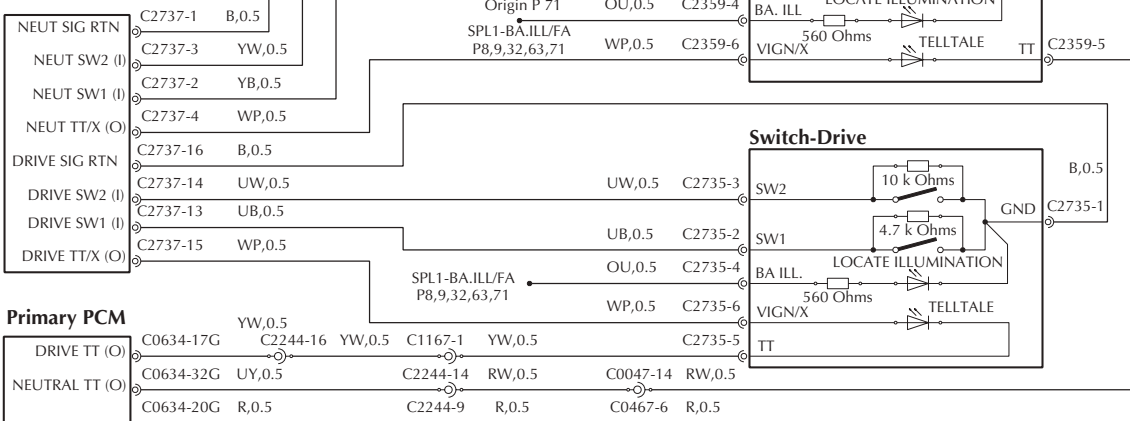 Origin P 71
OU,0.5 C2359-4
BA. ILL
LOCATE ILLUMINATION
560 Ohms
NEUT SIG RTN C2737-1 B,0.5
SPL1-BA.ILL/FA
P8,9,32,63,71
WP,0.5 C2359-6
VIGN/X
TELLTALE
TT C2359-5
NEUT SW2 (I) C2737-3 YW,0.5
NEUT SW1 (I) C2737-2 YB,0.5
NEUT TT/X (O) C2737-4 WP,0.5
DRIVE SIG RTN C2737-16 B,0.5
DRIVE SW2 (I) C2737-14 UW,0.5
DRIVE SW1 (I) C2737-13 UB,0.5
DRIVE TT/X (O) C2737-15 WP,0.5
Switch-Drive
B,0.5
UW,0.5 C2735-3 SW2
10 k Ohms
GND C2735-1
UB,0.5 C2735-2 SW1
4.7 k Ohms
LOCATE ILLUMINATION
SPL1-BA.ILL/FA
P8,9,32,63,71
OU,0.5 C2735-4 BA ILL.
560 Ohms
WP,0.5 C2735-6 VIGN/X
TELLTALE
Primary PCM
YW,0.5
DRIVE TT (O) C0634-17G C2244-16 YW,0.5 C1167-1 YW,0.5 C2735-5 TT
NEUTRAL TT (O) C0634-32G UY,0.5 C2244-14 RW,0.5 C0047-14 RW,0.5
C0634-20G R,0.5 C2244-9 R,0.5 C0467-6 R,0.5